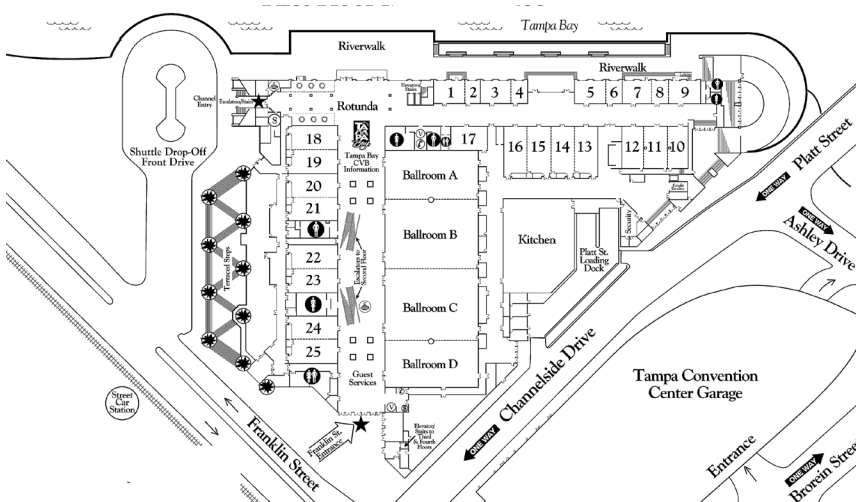 Tampa Bay
Riverwalk
Riverwalk
Channel
Entry
Escalators/Stairs
Elevators/
Stairs
1 2 3 4 5 6 7 8 9
Rotunda
S
Shuttle Drop-Off
Front Drive
18
Tampa Bay
CVB
Information
V
17
16 15 14 13 12 11 10
19
20
21
Ballroom A
Ballroom B
Ballroom C
Ballroom D
Kitchen
Security
Platt St.
Loading
Dock
Terraced Steps
22
23
Escalators to
Second Floor
24
25
Guest
Services
V
Elevator/
Stairs to
Third
& Fourth
Floors
Franklin St.
Entrance
Street
Car
Station
Franklin Street
Channelside Drive
ONE WAY
Platt Street
ONE WAY
Ashley Drive
ONE WAY
Tampa Convention
Center Garage
Entrance
Brorein Stree
ONE WAY